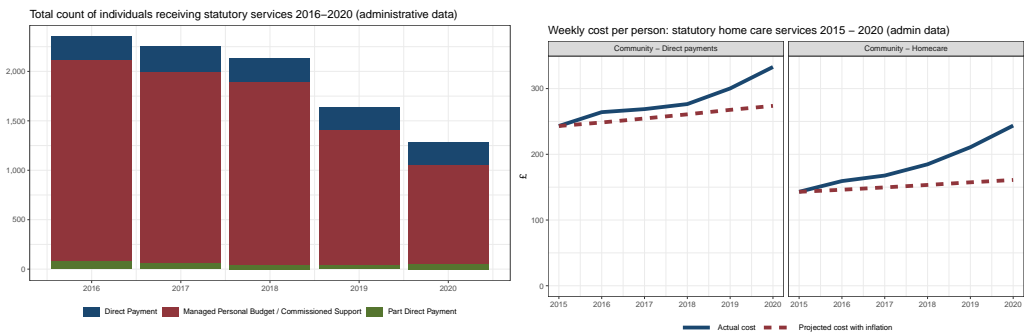 Total count of individuals receiving statutory services 2016–2020 (administrative data)
2,000
1,500
1,000
500
0
2016 2017 2018 2019 2020
Direct Payment Managed Personal Budget / Commissioned Support Part Direct Payment
Weekly cost per person: statutory home care services 2015 – 2020 (admin data)
Community – Direct payments Community – Homecare
£
300
200
100
0
2015 2016 2017 2018 2019 2020 2015 2016 2017 2018 2019 2020
Actual cost Projected cost with inflation